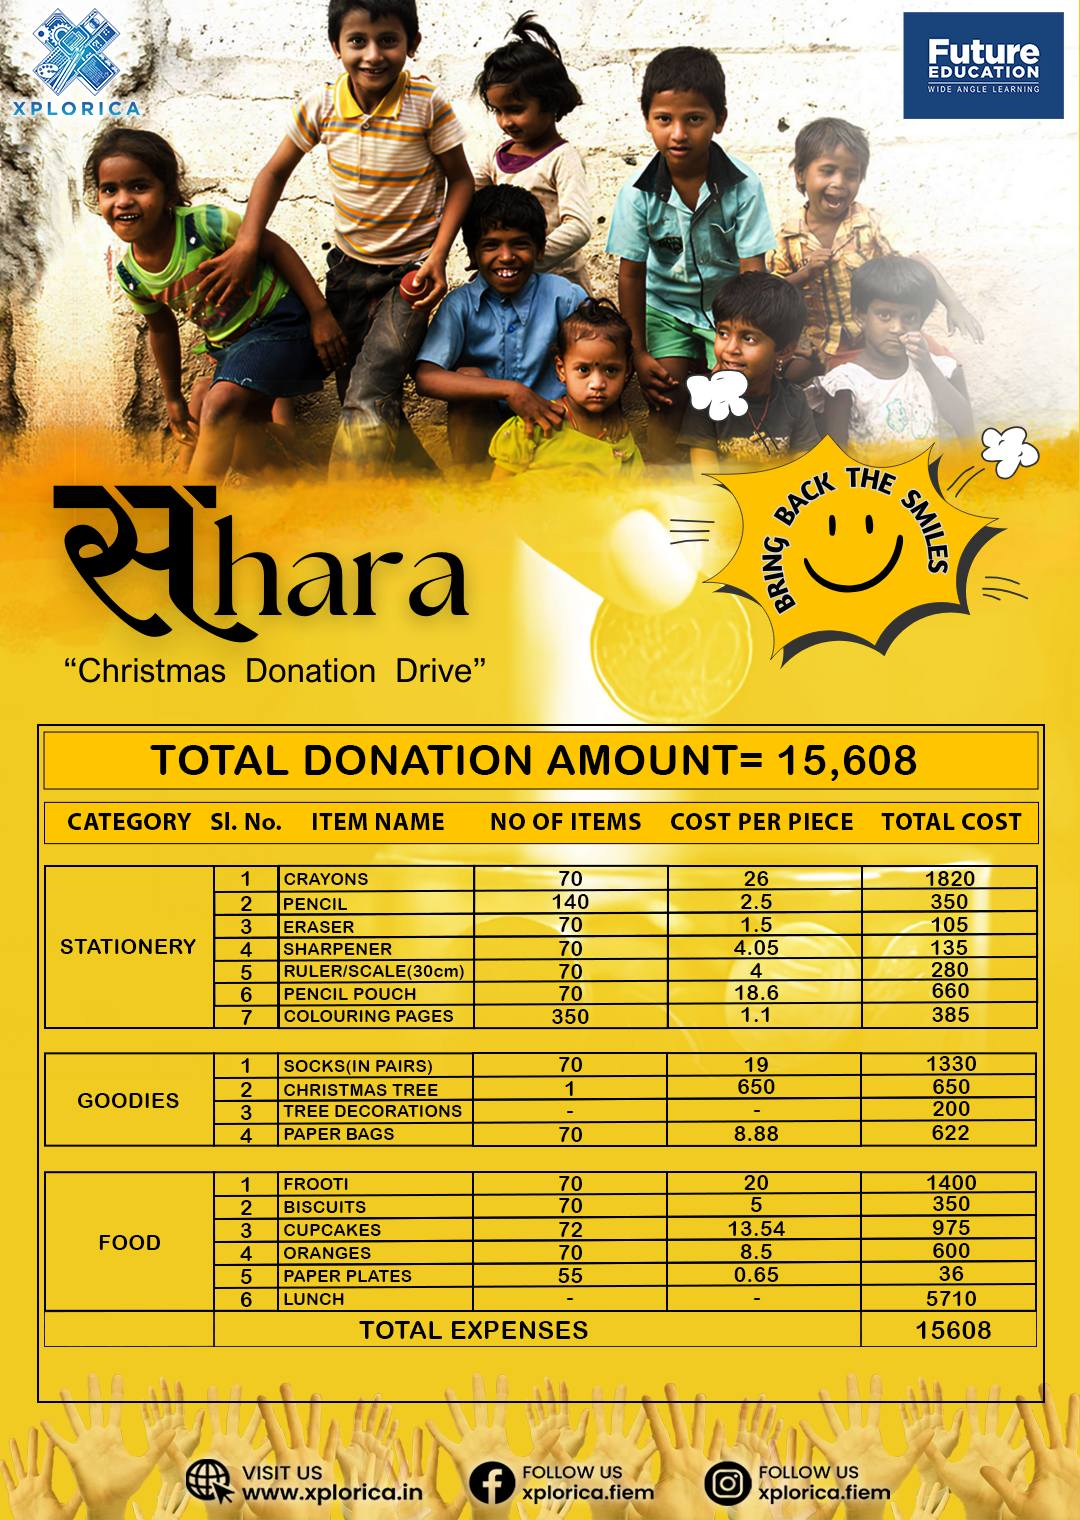 XPLORICA
Future
EDUCATION
WIDE ANGLE LEARNING
BRING BACK THE SMILES
साhara
“Christmas Donation Drive”
TOTAL DONATION AMOUNT= 15,608
CATEGORY Sl. No. ITEM NAME NO OF ITEMS COST PER PIECE TOTAL COST
STATIONERY
1 CRAYONS 70 26 1820
2 PENCIL 140 2.5 350
3 ERASER 70 1.5 105
4 SHARPENER 70 4.05 135
5 RULER/SCALE(30cm) 70 4 280
6 PENCIL POUCH 70 18.6 660
7 COLOURING PAGES 350 1.1 385
GOODIES
1 SOCKS(IN PAIRS) 70 19 1330
2 CHRISTMAS TREE 1 650 650
3 TREE DECORATIONS - - 200
4 PAPER BAGS 70 8.88 622
FOOD
1 FROOTI 70 20 1400
2 BISCUITS 70 5 350
3 CUPCAKES 72 13.54 975
4 ORANGES 70 8.5 600
5 PAPER PLATES 55 0.65 36
6 LUNCH - - 5710
TOTAL EXPENSES 15608
VISIT US
www.xplorica.in
FOLLOW US
xplorica.fiem
FOLLOW US
xplorica.fiem